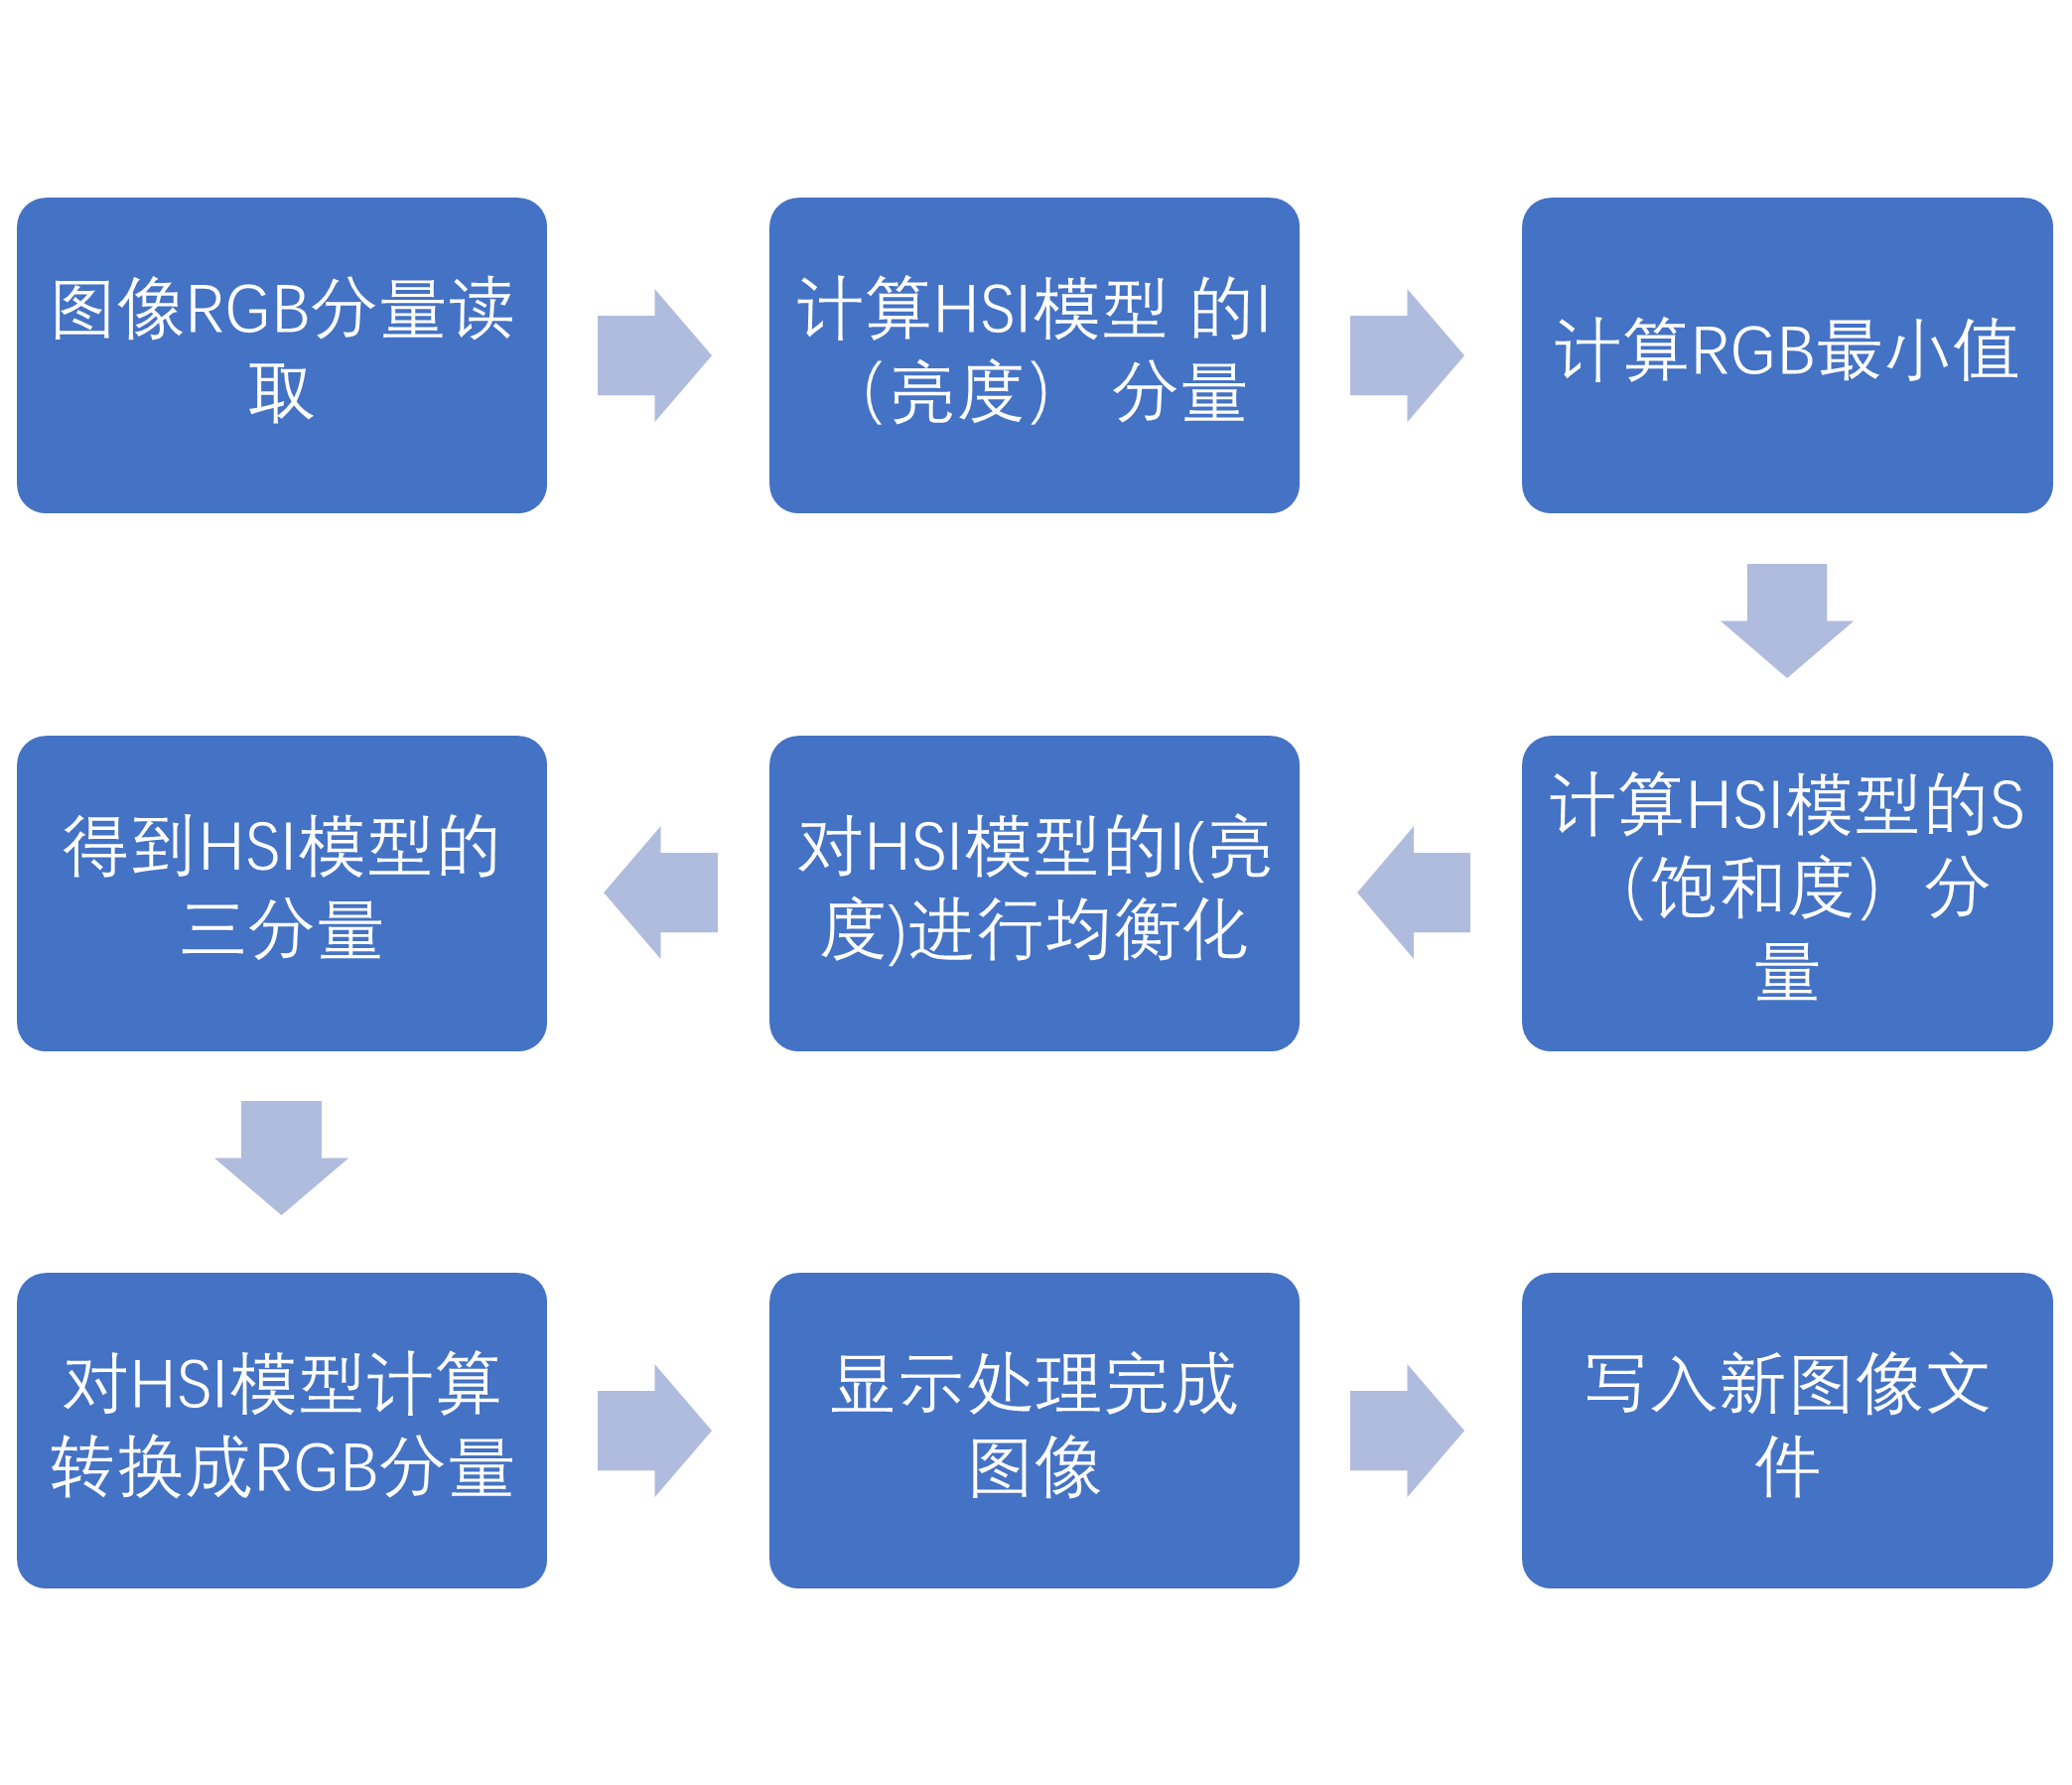 图像RGB分量读
取
计算HSI模型 的I
（亮度） 分量
计算RGB最小值
计算HSI模型的S
（饱和度） 分
量
对HSI模型的I(亮
度)进行均衡化
得到HSI模型的
三分量
对HSI模型计算
转换成RGB分量
显示处理完成
图像
写入新图像文
件